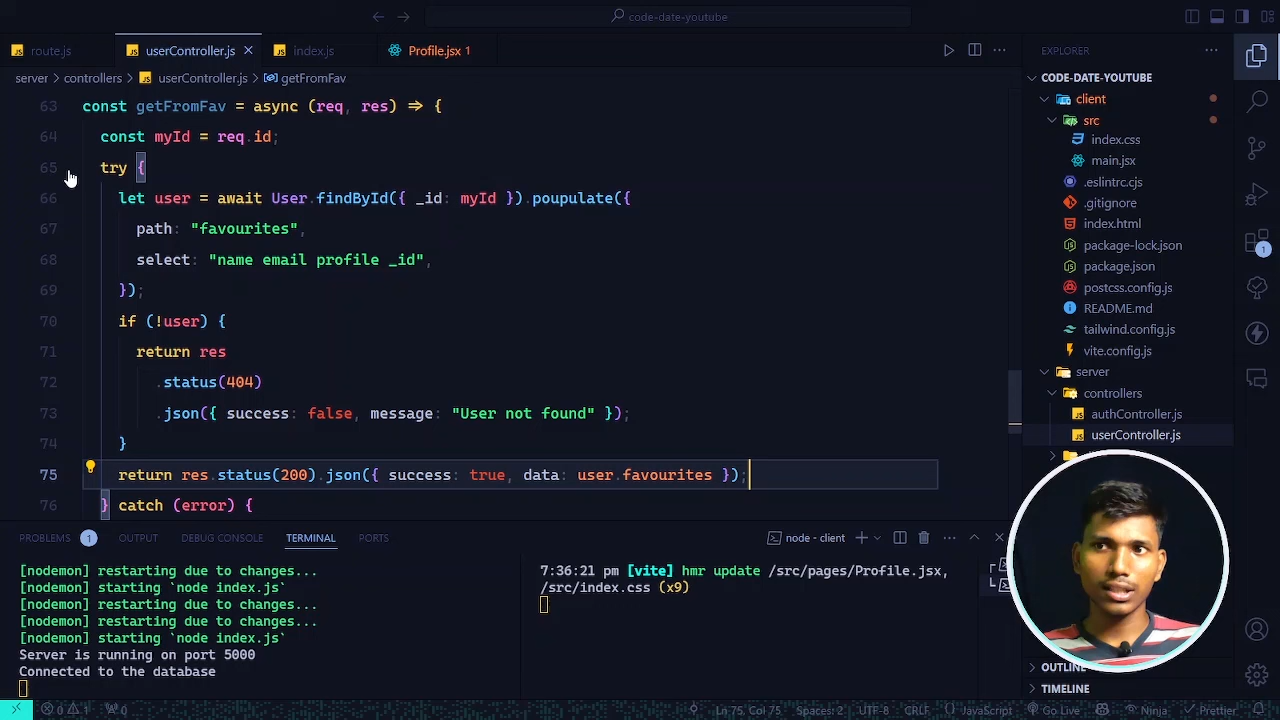 code-date-youtube
route.js
userController.js
index.js
Profile.jsx 1
EXPLORER
server > controllers > userController.js > getFromFav
63 const getFromFav = async (req, res) => {
64 const myId = req.id;
65 try {
66 let user = await User.findById({ _id: myId }).poupulate({
67 path: "favourites",
68 select: "name email profile _id",
69 });
70 if (!user) {
71 return res
72 .status(404)
73 .json({ success: false, message: "User not found" });
74 }
75 return res.status(200).json({ success: true, data: user.favourites });
76 } catch (error) {
CODE-DATE-YOUTUBE
client
src
index.css
main.jsx
.eslintrc.cjs
.gitignore
index.html
package-lock.json
package.json
postcss.config.js
README.md
tailwind.config.js
vite.config.js
server
controllers
authController.js
userController.js
OUTLINE
TIMELINE
1
PROBLEMS 1
OUTPUT
DEBUG CONSOLE
TERMINAL
PORTS
node - client
[nodemon] restarting due to changes...
[nodemon] starting `node index.js`
[nodemon] restarting due to changes...
[nodemon] restarting due to changes...
[nodemon] starting `node index.js`
Server is running on port 5000
Connected to the database
7:36:21 pm [vite] hmr update /src/pages/Profile.jsx,
/src/index.css (x9)
0 1 0
Ln 75, Col 75
Spaces: 2
UTF-8
CRLF
{} JavaScript
Go Live
Ninja
Prettier